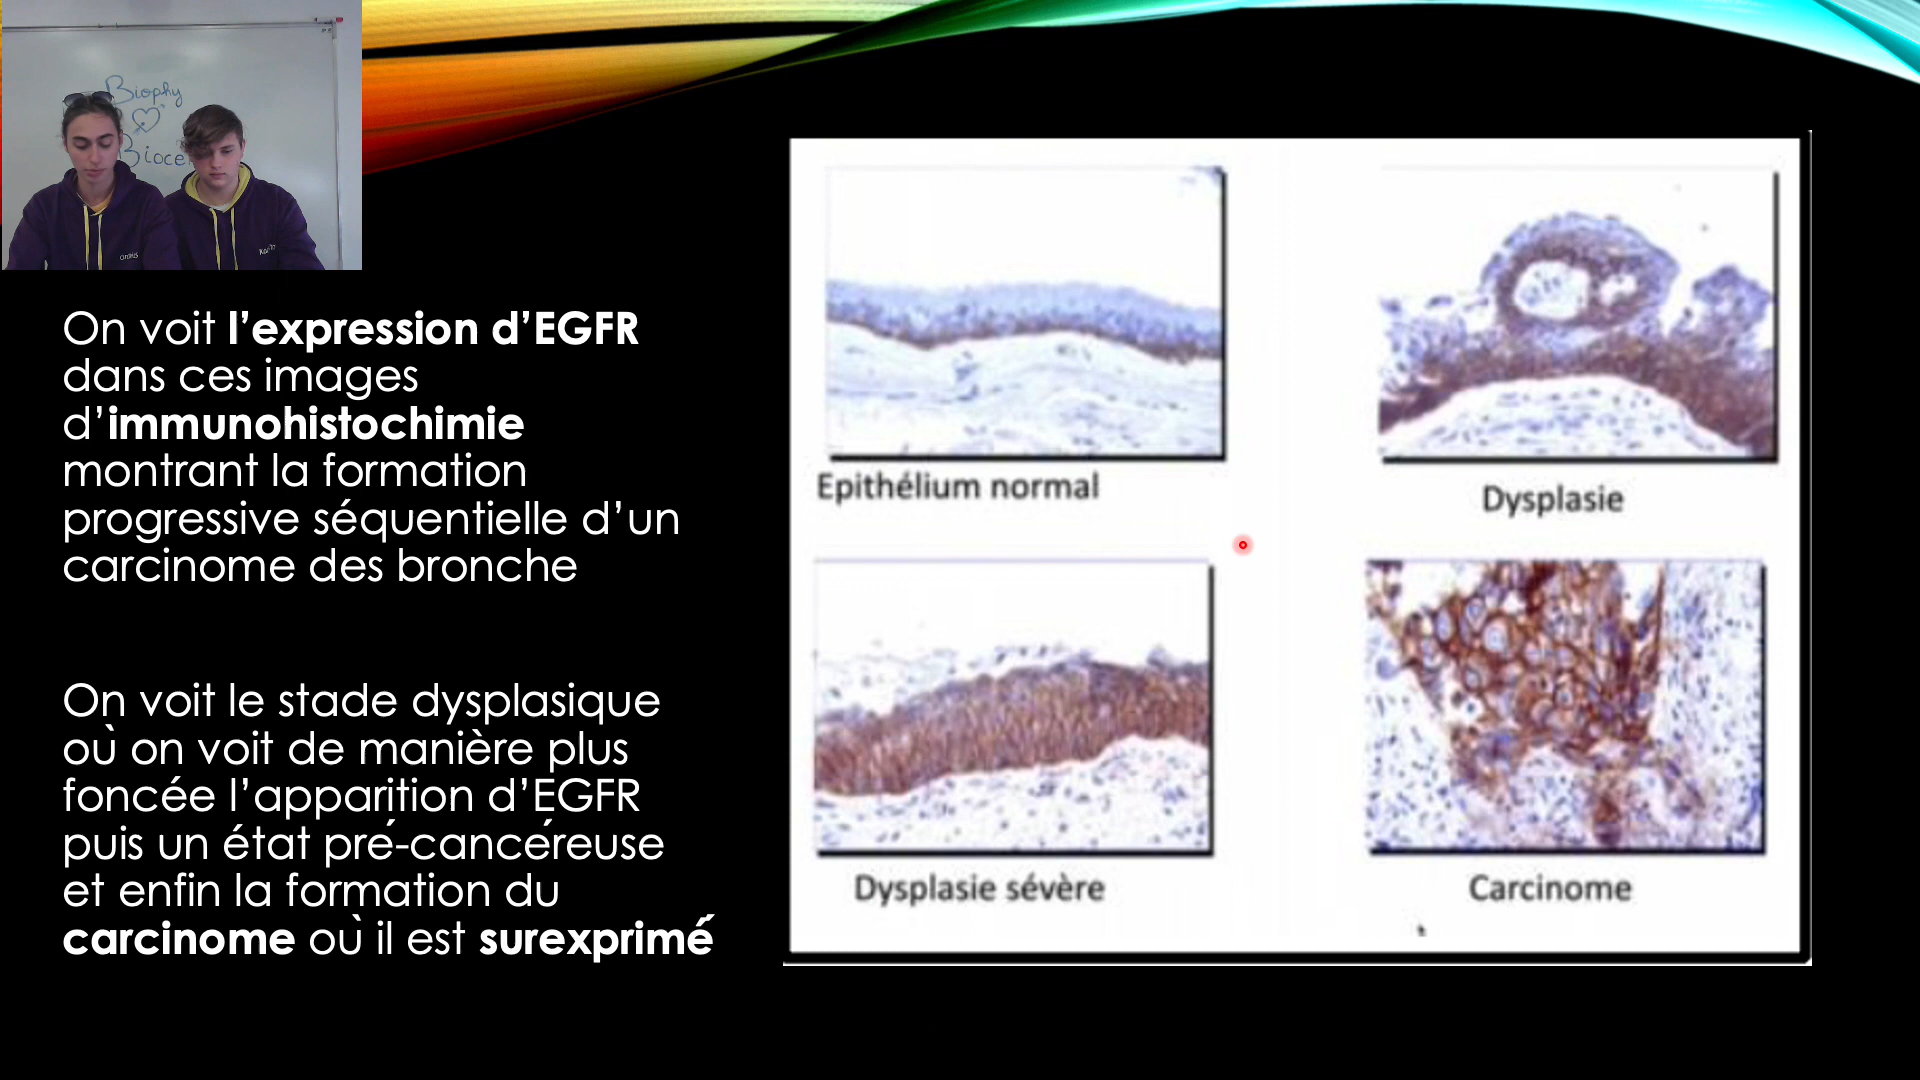 Biophy
On voit l’expression d’EGFR
dans ces images
d’immunohistochimie
montrant la formation
progressive séquentielle d’un
carcinome des bronche
On voit le stade dysplasique
où on voit de manière plus
foncée l’apparition d’EGFR
puis un état pré-cancéreuse
et enfin la formation du
carcinome où il est surexprimé
Epithélium normal
Dysplasie
Dysplasie sévère
Carcinome